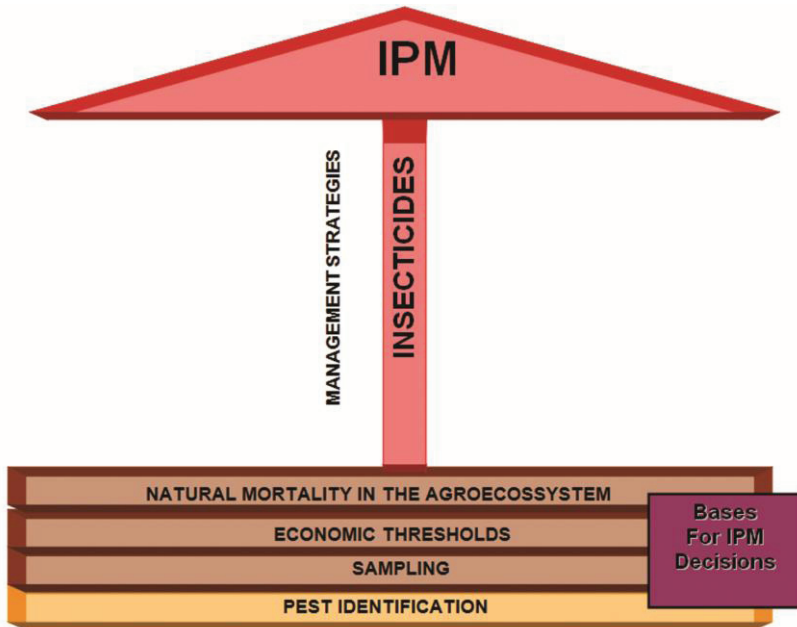 IPM
MANAGEMENT STRATEGIES
INSECTICIDES
NATURAL MORTALITY IN THE AGROECOSSYSTEM
ECONOMIC THRESHOLDS
SAMPLING
PEST IDENTIFICATION
Bases
For IPM
Decisions